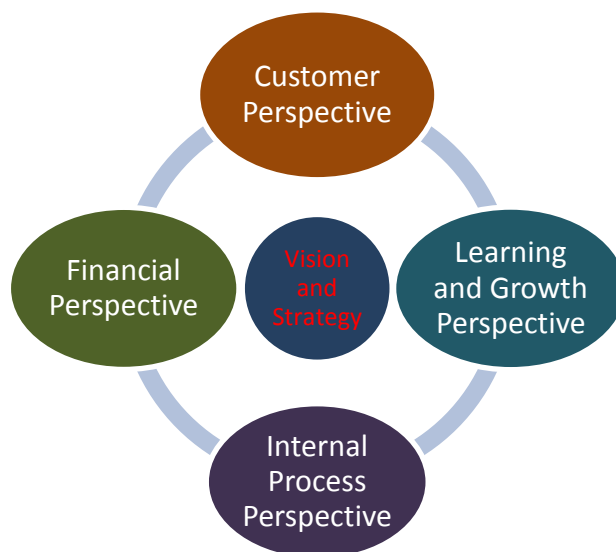 Customer
Perspective
Financial
Perspective
Vision
and
Strategy
Learning
and Growth
Perspective
Internal
Process
Perspective